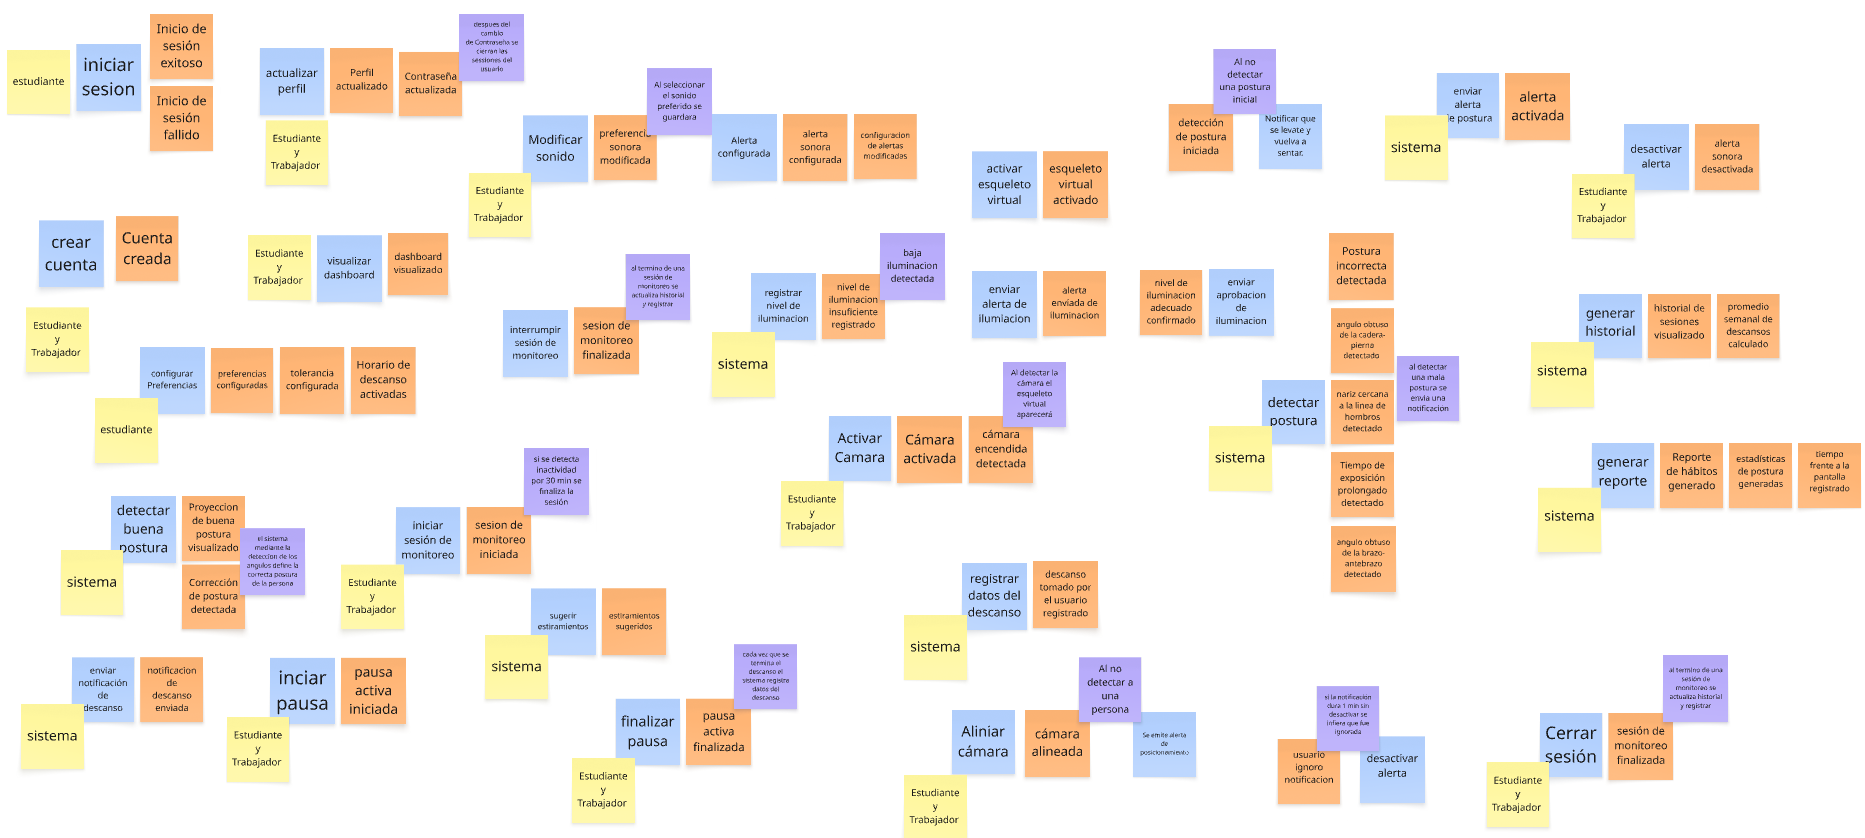 estudiante
iniciar
sesion
Inicio de
sesión
exitoso
Inicio de
sesión
fallido
actualizar
perfil
Perfil
actualizado
Contraseña
actualizada
despues del
cambio
de Contraseña se
cierran las
sessiones del
usuario
Estudiante
y
Trabajador
Modificar
sonido
preferencia
sonora
modificada
Al seleccionar
el sonido
preferido se
guardara
Estudiante
y
Trabajador
Alerta
configurada
alerta
sonora
configurada
configuracion
de alertas
modificadas
activar
esqueleto
virtual
esqueleto
virtual
activado
Al no
detectar
una postura
inicial
detección
de postura
iniciada
Notificar que
se levate y
vuelva a
sentar.
enviar
alerta
de postura
alerta
activada
sistema
desactivar
alerta
alerta
sonora
desactivada
Estudiante
y
Trabajador
crear
cuenta
Cuenta
creada
Estudiante
y
Trabajador
Estudiante
y
Trabajador
visualizar
dashboard
dashboard
visualizado
interrumpir
sesión de
monitoreo
sesion de
monitoreo
finalizada
al termino de una
sesión de
monitoreo se
actualiza historial
y registrar
registrar
nivel de
iluminacion
nivel de
iluminacion
insuficiente
registrado
baja
iluminacion
detectada
sistema
enviar
alerta de
ilumiacion
alerta
enviada de
iluminacion
nivel de
iluminacion
adecuado
confirmado
enviar
aprobacion
de
iluminacion
Postura
incorrecta
detectada
angulo obtuso
de la cadera-
pierna
detectado
nariz cercana
a la linea de
hombros
detectado
Tiempo de
exposición
prolongado
detectado
angulo obtuso
de la brazo-
antebrazo
detectado
detectar
postura
al detectar
una mala
postura se
envia una
notificación
sistema
generar
historial
historial de
sesiones
visualizado
promedio
semanal de
descansos
calculado
sistema
configurar
Preferencias
preferencias
configuradas
tolerancia
configurada
Horario de
descanso
activadas
estudiante
Activar
Camara
Cámara
activada
cámara
encendida
detectada
Al detectar la
cámara el
esqueleto
virtual
aparecerá
Estudiante
y
Trabajador
generar
reporte
Reporte
de hábitos
generado
estadísticas
de postura
generadas
tiempo
frente a la
pantalla
registrado
sistema
detectar
buena
postura
Proyeccion
de buena
postura
visualizado
Corrección
de postura
detectada
el sistema
mediante la
deteccion de los
angulos define la
correcta postura
de la persona
sistema
iniciar
sesión de
monitoreo
sesion de
monitoreo
iniciada
si se detecta
inactividad
por 30 min se
finaliza la
sesión
Estudiante
y
Trabajador
sugerir
estiramientos
estiramientos
sugeridos
sistema
registrar
datos del
descanso
descanso
tomado por
el usuario
registrado
sistema
enviar
notificación
de
descanso
notificacion
de
descanso
enviada
sistema
inciar
pausa
pausa
activa
iniciada
Estudiante
y
Trabajador
finalizar
pausa
pausa
activa
finalizada
cada vez que se
termina el
descanso el
sistema registra
datos del
descanso
Estudiante
y
Trabajador
Aliniar
cámara
cámara
alineada
Al no
detectar a
una
persona
Se emite alerta
de
posicionamiento
Estudiante
y
Trabajador
si la notificación
dura 1 min sin
desactivar se
infiera que fue
ignorada
usuario
ignoro
notificacion
desactivar
alerta
Cerrar
sesión
sesión de
monitoreo
finalizada
al termino de una
sesión de
monitoreo se
actualiza historial
y registrar
Estudiante
y
Trabajador